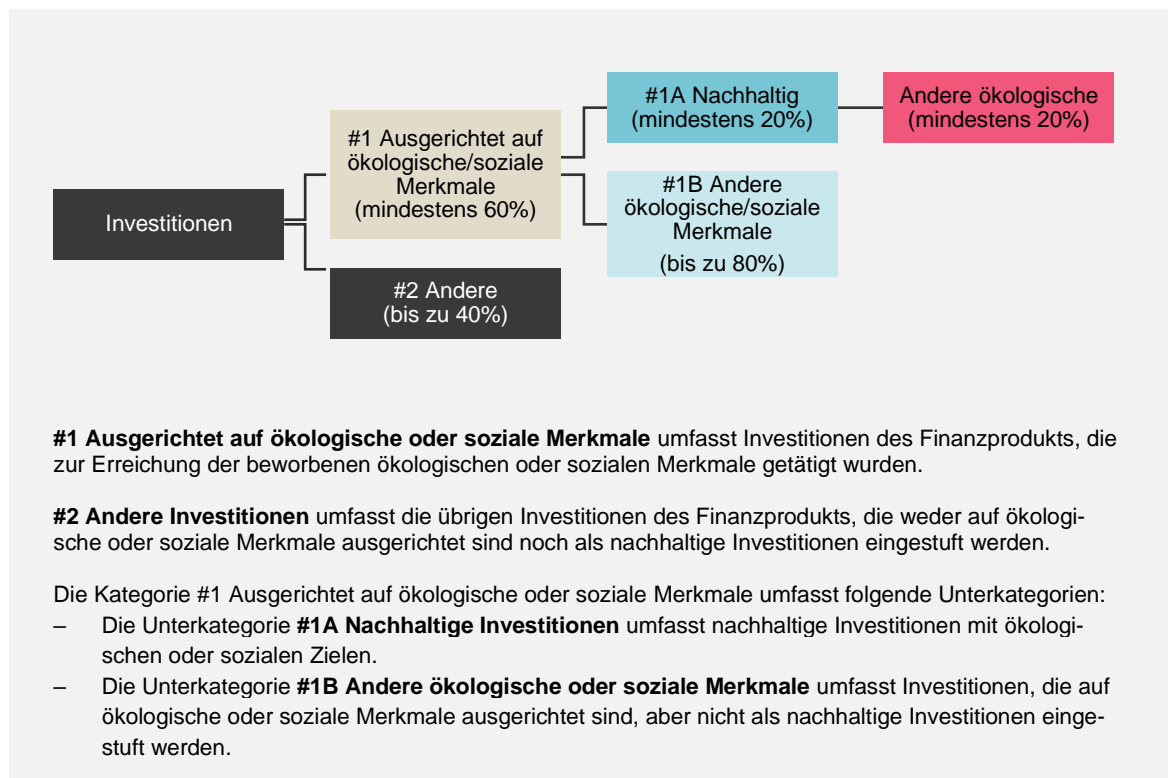 #1A Nachhaltig
(mindestens 20%)
Andere ökologische
(mindestens 20%)
#1 Ausgerichtet auf
ökologische/soziale
Merkmale
(mindestens 60%)
#1B Andere
ökologische/soziale
Merkmale
(bis zu 80%)
Investitionen
#2 Andere
(bis zu 40%)
#1 Ausgerichtet auf ökologische oder soziale Merkmale umfasst Investitionen des Finanzprodukts, die
zur Erreichung der beworbenen ökologischen oder sozialen Merkmale getätigt wurden.
#2 Andere Investitionen umfasst die übrigen Investitionen des Finanzprodukts, die weder auf ökologi-
sche oder soziale Merkmale ausgerichtet sind noch als nachhaltige Investitionen eingestuft werden.
Die Kategorie #1 Ausgerichtet auf ökologische oder soziale Merkmale umfasst folgende Unterkategorien:
– Die Unterkategorie #1A Nachhaltige Investitionen umfasst nachhaltige Investitionen mit ökologi-
schen oder sozialen Zielen.
– Die Unterkategorie #1B Andere ökologische oder soziale Merkmale umfasst Investitionen, die auf
ökologische oder soziale Merkmale ausgerichtet sind, aber nicht als nachhaltige Investitionen einge-
stuft werden.